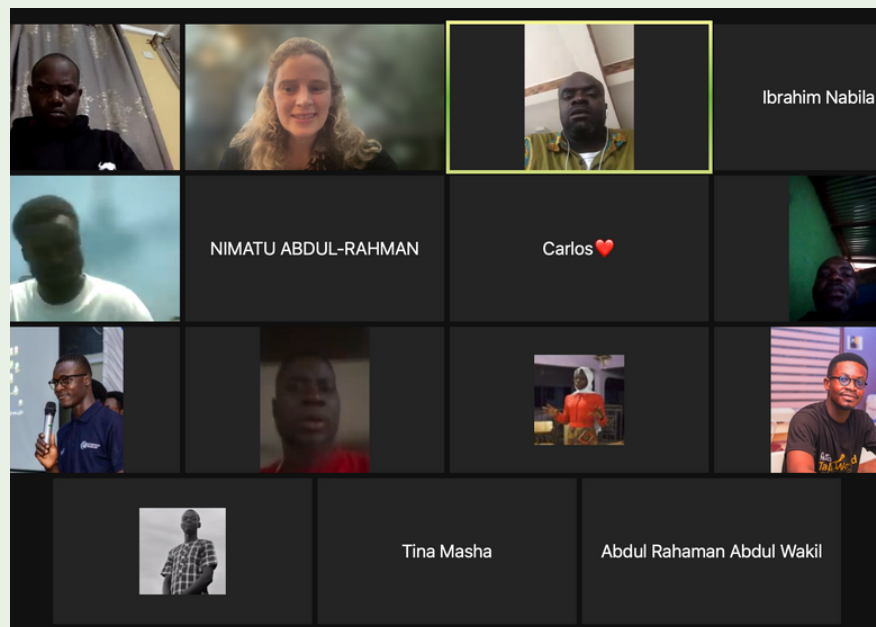 Ibrahim Nabila
NIMATU ABDUL-RAHMAN
Carlos❤️
Tina Masha
Abdul Rahaman Abdul Wakil